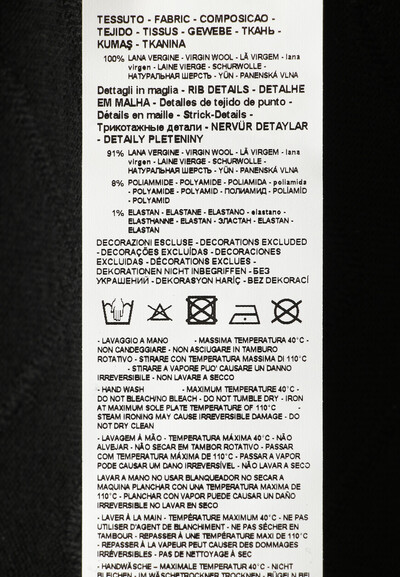 TESSUTO - FABRIC - COMPOSICAO -
TEJIDO - TISSUS - GEWEBE - ТКАНЬ -
KUMAŞ - TKANINA
100% LANA VERGINE - VIRGIN WOOL - LÃ VIRGEM - lana
virgen - LAINE VIERGE - SCHURWOLLE -
НАТУРАЛЬНАЯ ШЕРСТЬ - YÜN - PANENSKÁ VLNA
Dettagli in maglia - RIB DETAILS - DETALHE
EM MALHA - Detalles de tejido de punto -
Détails en maille - Strick-Details -
Трикотажные детали - NERVÜR DETAYLAR
- DETAILY PLETENINY
91% LANA VERGINE - VIRGIN WOOL - LÃ VIRGEM - lana
virgen - LAINE VIERGE - SCHURWOLLE -
НАТУРАЛЬНАЯ ШЕРСТЬ - YÜN - PANENSKÁ VLNA
8% POLIAMMIDE - POLYAMIDE - POLIAMIDA - poliamida
- POLYAMIDE - POLYAMID - ПОЛИАМИД - POLİAMİD
- POLYAMID
1% ELASTAN - ELASTANE - ELASTANO - elastano -
ELASTHANNE - ELASTAN - ЭЛАСТАН - ELASTAN -
ELASTAN
DECORAZIONI ESCLUSE - DECORATIONS EXCLUDED
- DECORAÇÕES EXCLUÍDAS - DECORACIONES
EXCLUIDAS - DÉCORATIONS EXCLUES -
DEKORATIONEN NICHT INBEGRIFFEN - БЕЗ
УКРАШЕНИЙ - DEKORASYON HARİÇ - BEZ DEKORACÍ
- LAVAGGIO A MANO - MASSIMA TEMPERATURA 40°C -
NON CANDEGGIARE - NON ASCIUGARE IN TAMBURO
ROTATIVO - STIRARE CON TEMPERATURA MASSIMA DI 110°C
- STIRARE A VAPORE PUO' CAUSARE UN DANNO
IRREVERSIBILE - NON LAVARE A SECCO
- HAND WASH - MAXIMUM TEMPERATURE 40°C -
DO NOT BLEACH/NO BLEACH - DO NOT TUMBLE DRY - IRON
AT MAXIMUM SOLE PLATE TEMPERATURE OF 110°C -
STEAM IRONING MAY CAUSE IRREVERSIBLE DAMAGE - DO
NOT DRY CLEAN
- LAVAGEM À MÃO - TEMPERATURA MÁXIMA 40°C - NÃO
ALVEJAR - NÃO SECAR EM TAMBOR ROTATIVO - PASSAR
COM TEMPERATURA MÁXIMA DE 110°C - PASSAR A VAPOR
PODE CAUSAR UM DANO IRREVERSÍVEL - NÃO LAVAR A SECO
LAVAR A MANO NO USAR BLANQUEADOR NO SECAR A
MAQUINA PLANCHAR CON UNA TEMPERATURA MAXIMA DE
110°C - PLANCHAR CON VAPOR PUEDE CAUSAR UN DAÑO
IRREVERSIBLE NO LAVAR EN SECO
- LAVER À LA MAIN - TEMPÉRATURE MAXIMUM 40°C - NE PAS
UTILISER D'AGENT DE BLANCHIMENT - NE PAS SÉCHER EN
TAMBOUR - REPASSER À UNE TEMPÉRATURE MAXI DE 110°C
- REPASSER À LA VAPEUR PEUT CAUSER DES DOMMAGES
IRRÉVERSIBLES - PAS DE NETTOYAGE À SEC
- HANDWÄSCHE - MAXIMALE TEMPERATUR 40°C - NICHT
BLEICHEN - IM WÄSCHETROCKNER TROCKNEN - BÜGELN BEI